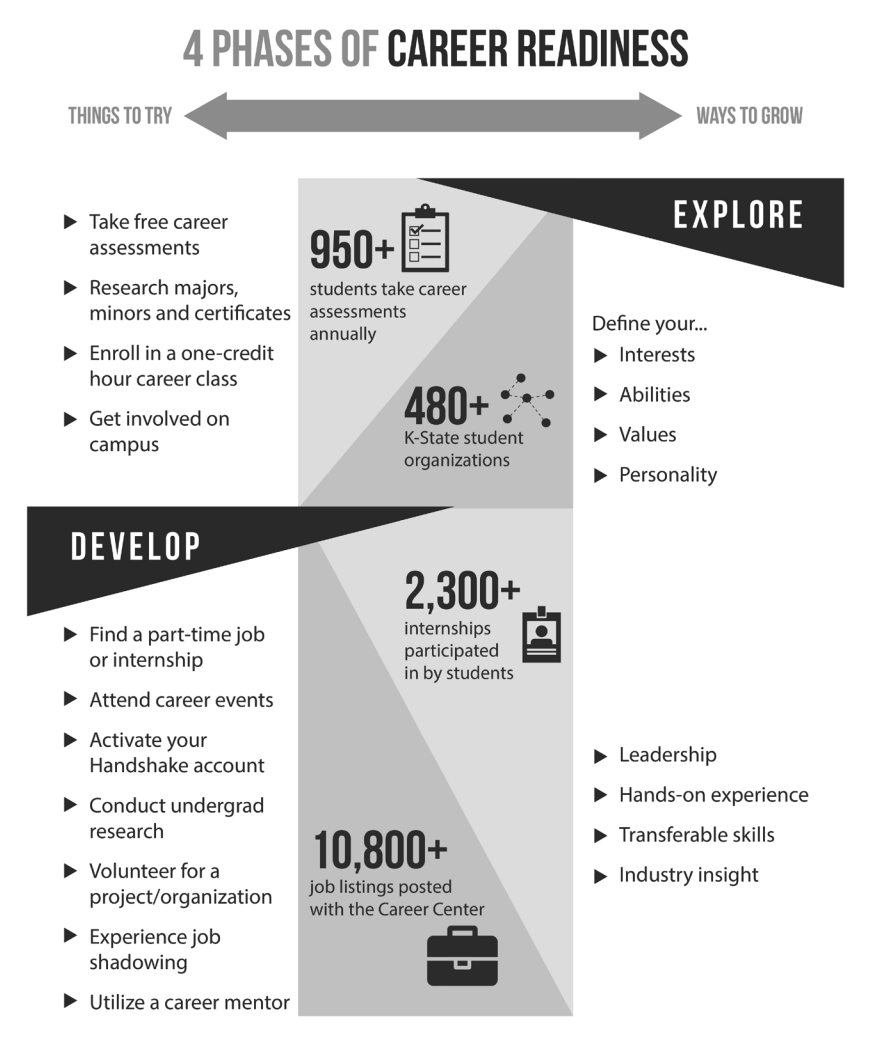 4 PHASES OF CAREER READINESS
THINGS TO TRY
WAYS TO GROW
EXPLORE
Take free career
assessments
Research majors,
minors and certificates
Enroll in a one-credit
hour career class
Get involved on
campus
950+
students take career
assessments
annually
480+
K-State student
organizations
Define your...
Interests
Abilities
Values
Personality
DEVELOP
Find a part-time job
or internship
Attend career events
Activate your
Handshake account
Conduct undergrad
research
Volunteer for a
project/organization
Experience job
shadowing
Utilize a career mentor
2,300+
internships
participated
in by students
10,800+
job listings posted
with the Career Center
Leadership
Hands-on experience
Transferable skills
Industry insight